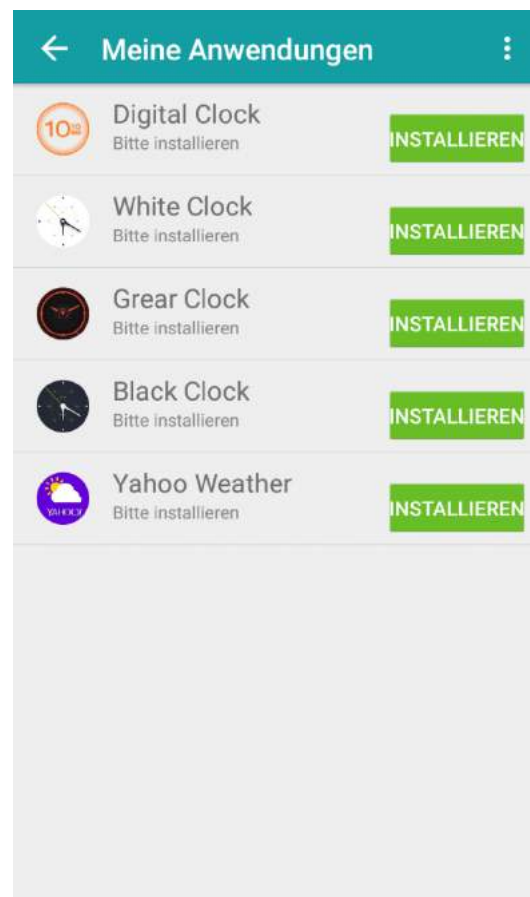 Meine Anwendungen
Digital Clock
Bitte installieren
INSTALLIEREN
White Clock
Bitte installieren
INSTALLIEREN
Grear Clock
Bitte installieren
INSTALLIEREN
Black Clock
Bitte installieren
INSTALLIEREN
Yahoo Weather
Bitte installieren
INSTALLIEREN
10
YAHOO!